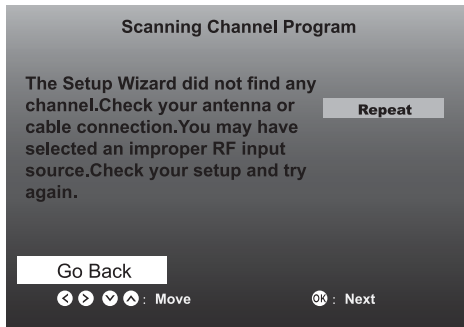 Scanning Channel Program
The Setup Wizard did not find any
channel.Check your antenna or
cable connection.You may have
selected an improper RF input
source.Check your setup and try
again.
Repeat
Go Back
: Move
OK : Next